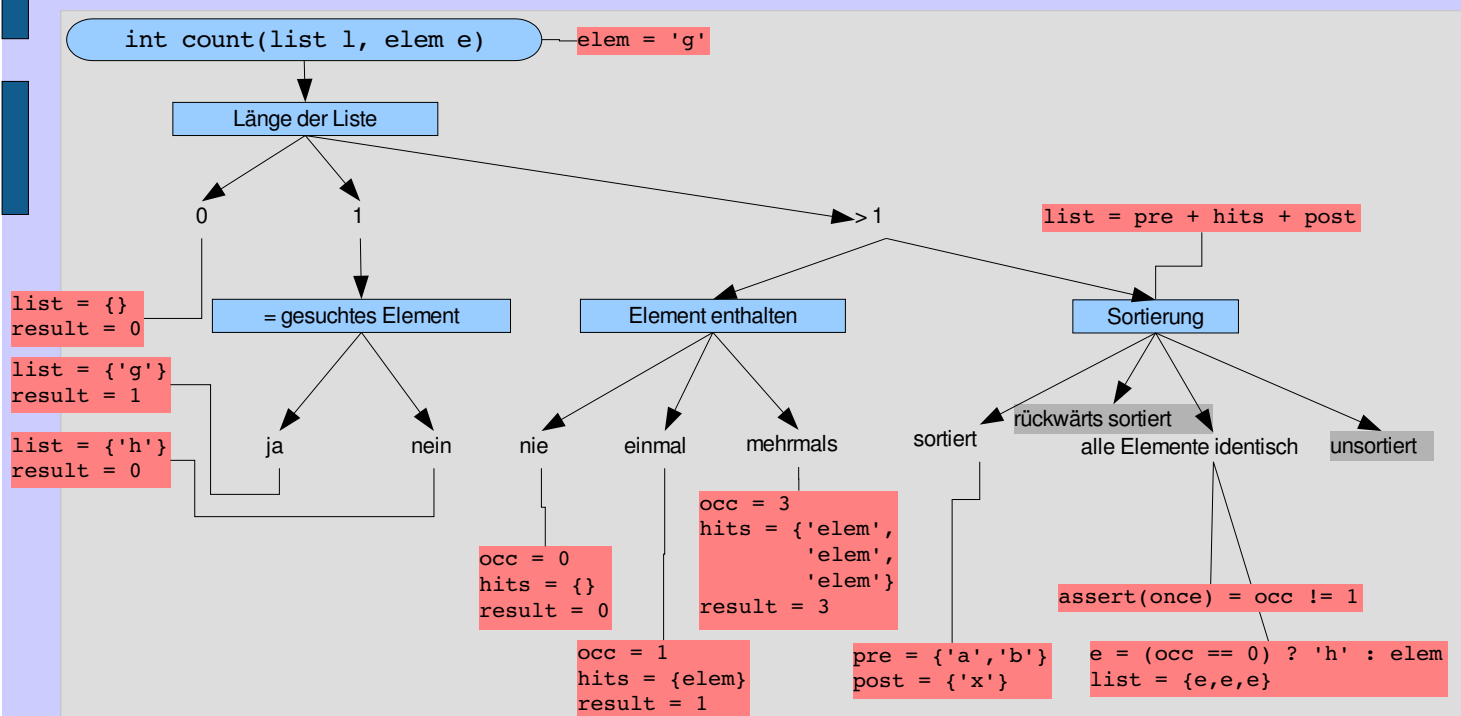 int count(list l, elem e)
elem = 'g'
Länge der Liste
0
1
> 1
list = pre + hits + post
list = {}
result = 0
= gesuchtes Element
Element enthalten
Sortierung
list = {'g'}
result = 1
list = {'h'}
result = 0
ja
nein
nie
einmal
mehrmals
sortiert
rückwärts sortiert
alle Elemente identisch
unsortiert
occ = 0
hits = {}
result = 0
occ = 1
hits = {elem}
result = 1
occ = 3
hits = {'elem',
'elem',
'elem'}
result = 3
pre = {'a','b'}
post = {'x'}
assert(once) = occ != 1
e = (occ == 0) ? 'h' : elem
list = {e,e,e}